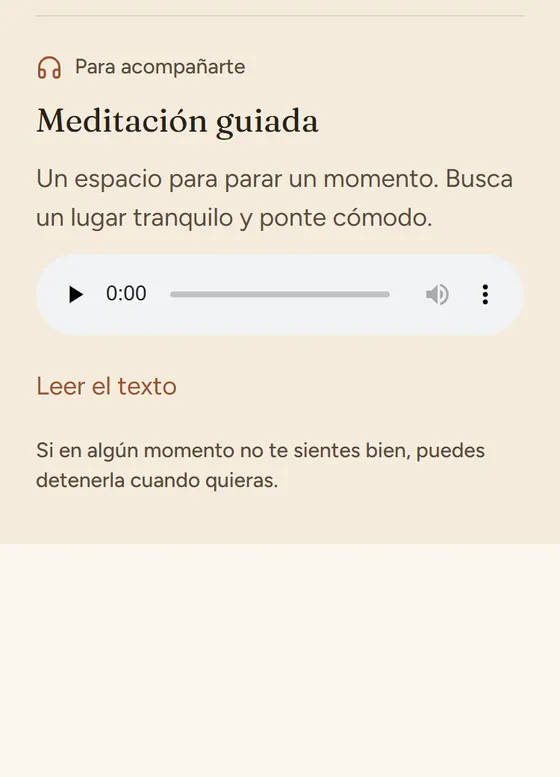 Para acompañarte
Meditación guiada
Un espacio para parar un momento. Busca
un lugar tranquilo y ponte cómodo.
0:00
Leer el texto
Si en algún momento no te sientes bien, puedes
detenerla cuando quieras.